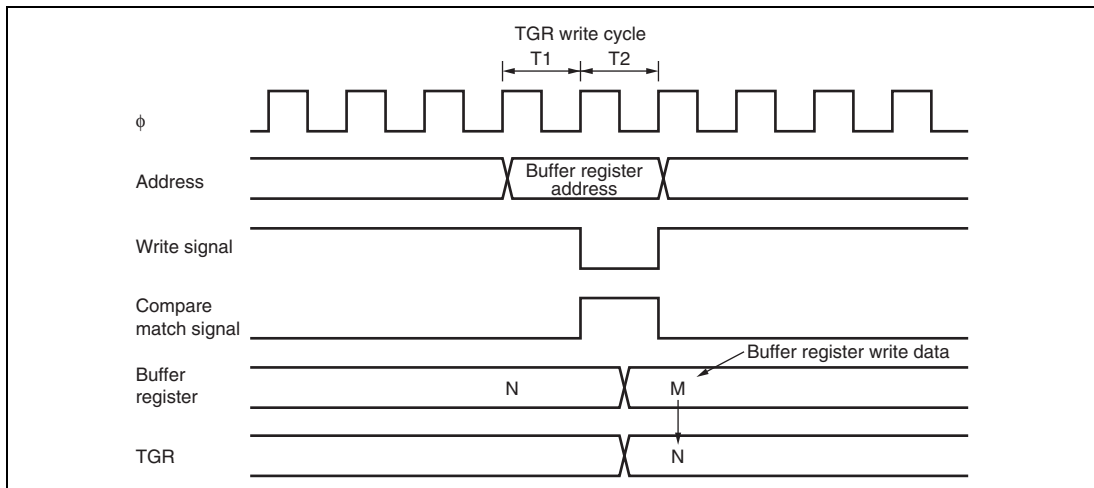 TGR write cycle
T1 T2
ϕ
Address
Buffer register
address
Write signal
Compare
match signal
Buffer register write data
Buffer
register
N M
TGR
N